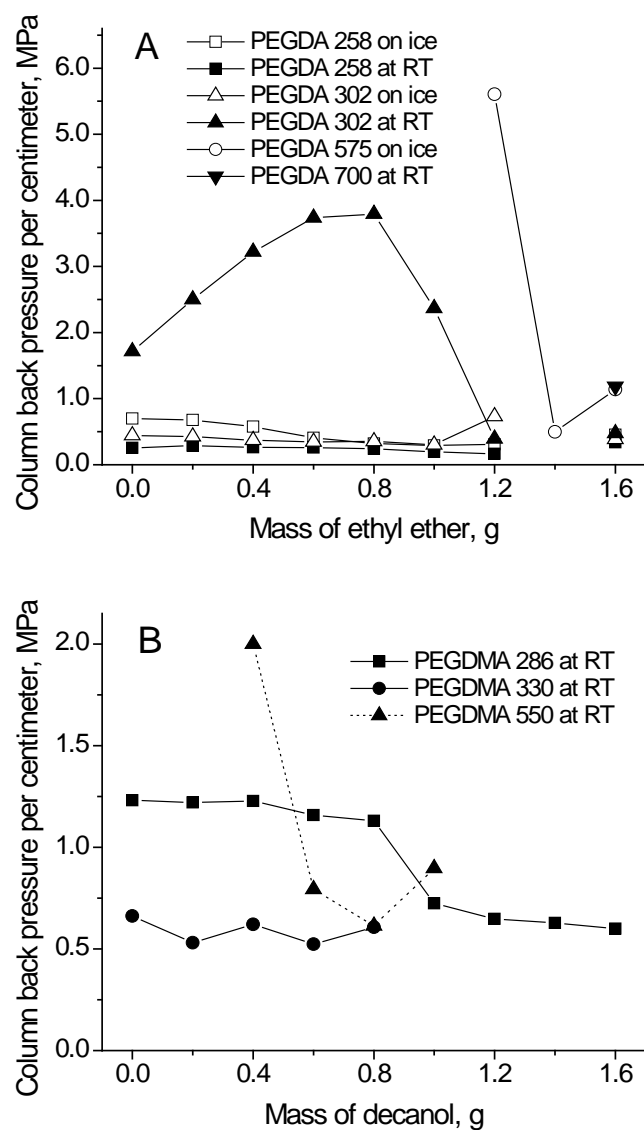 A
PEGDA 258 on ice
PEGDA 258 at RT
PEGDA 302 on ice
PEGDA 302 at RT
PEGDA 575 on ice
PEGDA 700 at RT
6.0
5.0
4.0
3.0
2.0
1.0
0.0
Column back pressure per centimeter, MPa
0.0 0.4 0.8 1.2 1.6
Mass of ethyl ether, g
B
PEGDMA 286 at RT
PEGDMA 330 at RT
PEGDMA 550 at RT
2.0
1.5
1.0
0.5
0.0
Column back pressure per centimeter, MPa
0.0 0.4 0.8 1.2 1.6
Mass of decanol, g